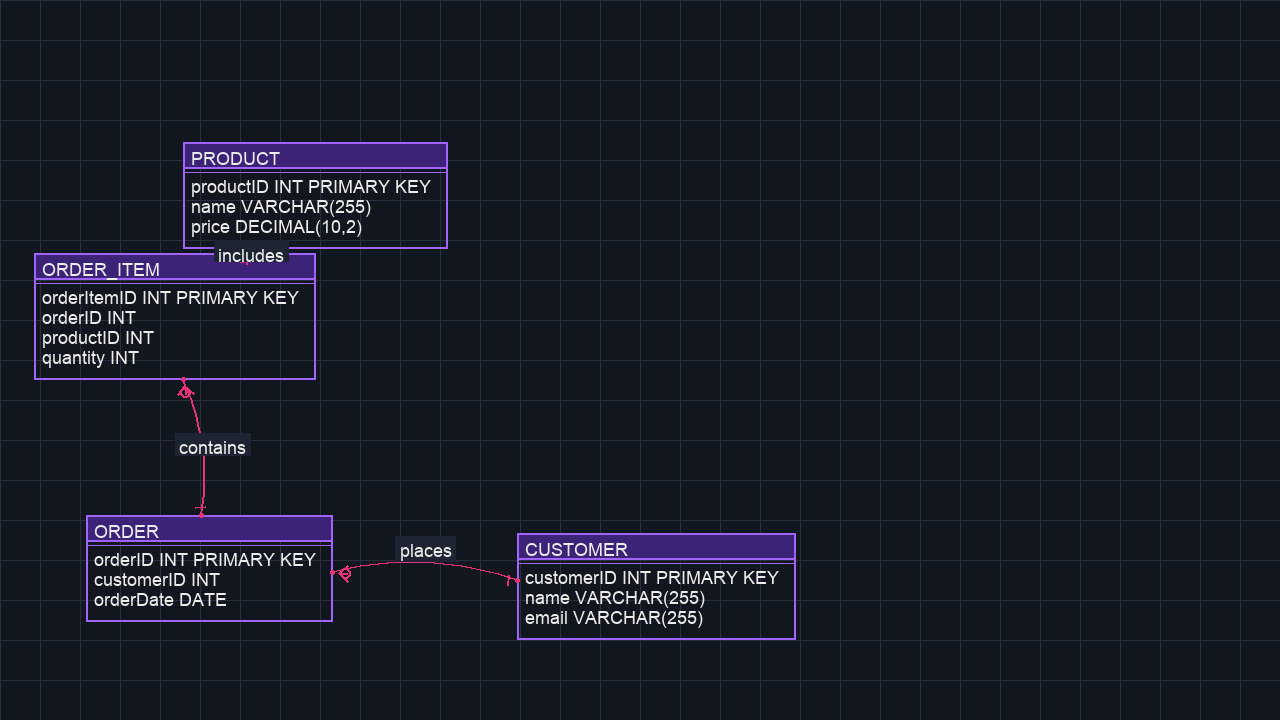 PRODUCT
productID INT PRIMARY KEY
name VARCHAR(255)
price DECIMAL(10,2)
includes
ORDER_ITEM
orderItemID INT PRIMARY KEY
orderID INT
productID INT
quantity INT
contains
ORDER
orderID INT PRIMARY KEY
customerID INT
orderDate DATE
places
CUSTOMER
customerID INT PRIMARY KEY
name VARCHAR(255)
email VARCHAR(255)